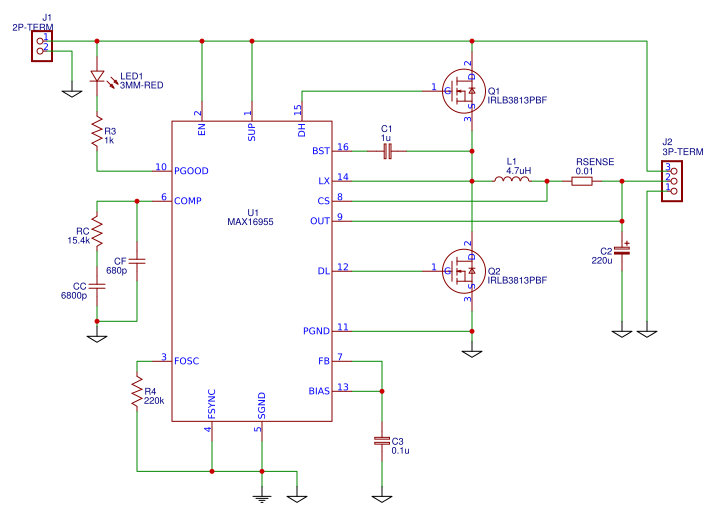 J1
2P-TERM
1
2
LED1
3MM-RED
R3
1k
2
EN
1
SUP
15
DH
1
G
2
D
S
3
Q1
IRLB3813PBF
10
PGOOD
6
COMP
U1
MAX16955
BST
16
C1
1u
LX
14
CS
8
OUT
9
L1
4.7uH
RSENSE
0.01
J2
3P-TERM
3
2
1
RC
15.4k
CF
680p
CC
6800p
DL
12
1
G
2
D
S
3
Q2
IRLB3813PBF
C2
220u
+
PGND
11
3
FOSC
FB
7
BIAS
13
R4
220k
FSYNC
4
SGND
5
C3
0.1u